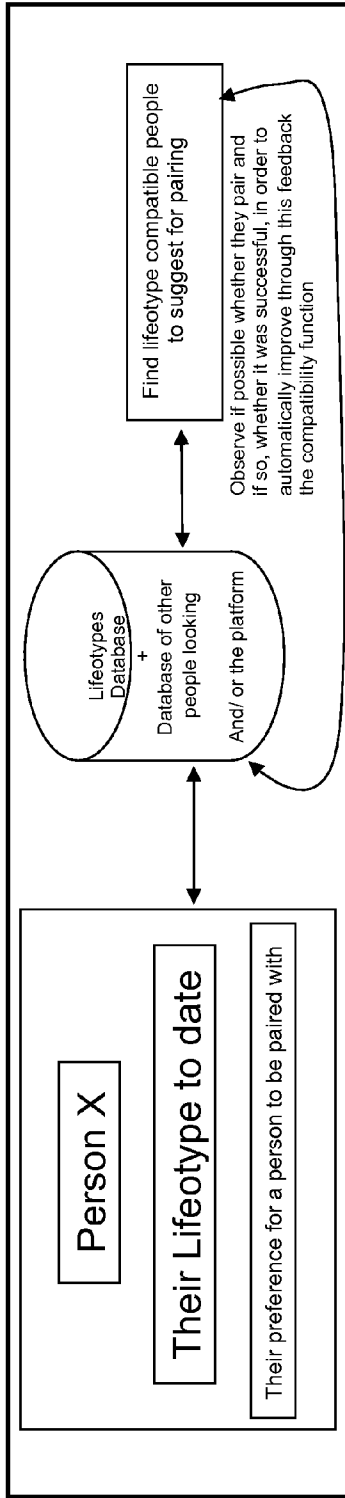 Person X
Their Lifeotype to date
Their preference for a person to be paired with
Lifeotypes
Database
+
Database of other
people looking
And/ or the platform
Find lifeotype compatible people
to suggest for pairing
Observe if possible whether they pair and
if so, whether it was successful, in order to
automatically improve through this feedback
the compatibility function